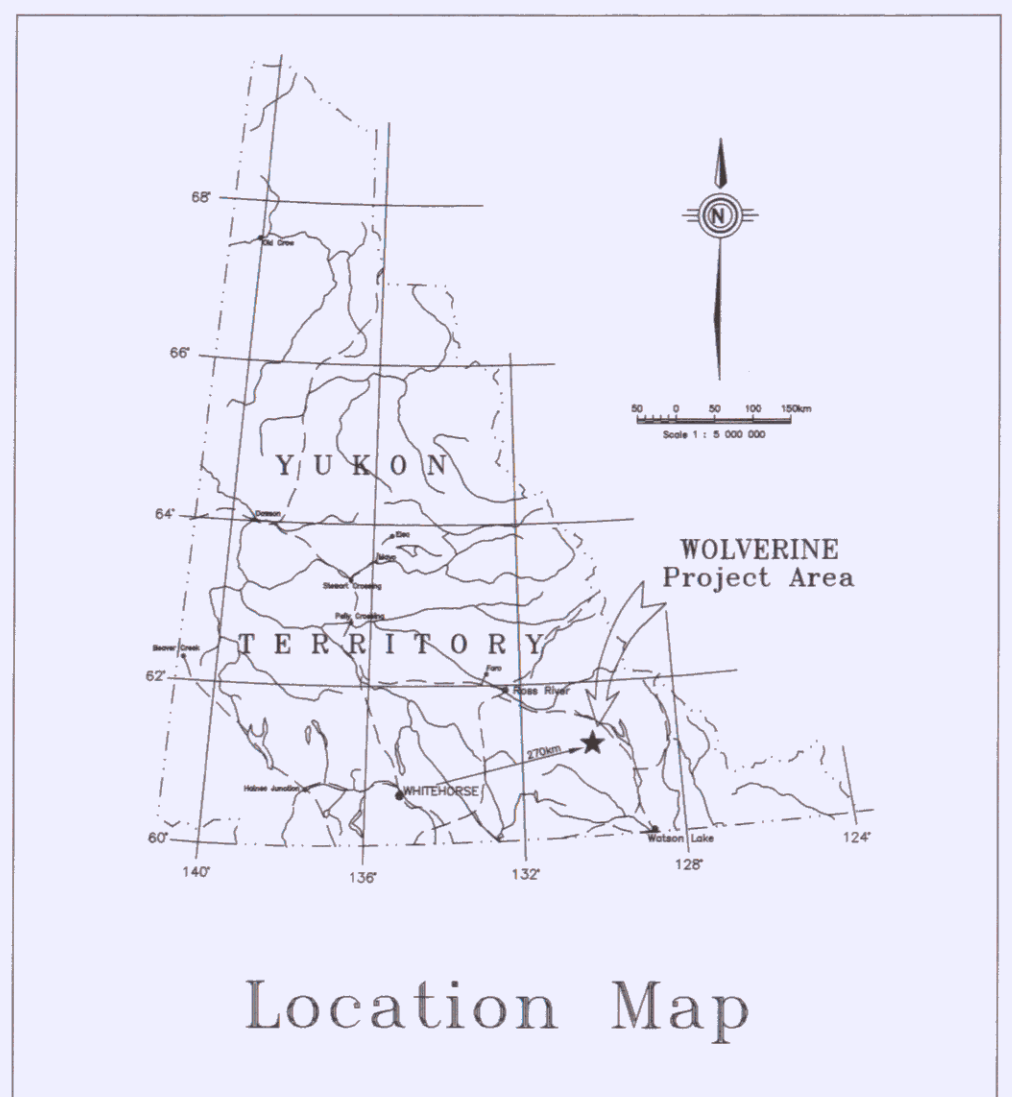 68°
Old Crow
N
66°
50 0 50 100 150km
Scale 1 : 5 000 000
YUKON
64°
Dawson
Elsa
WOLVERINE
Project Area
Mayo
Stewart Crossing
Pelly Crossing
TERRITORY
Beaver Creek
Faro
62°
Ross River
270km
Haines Junction
WHITEHORSE
60°
Watson Lake
124°
140°
136°
132°
128°
Location Map